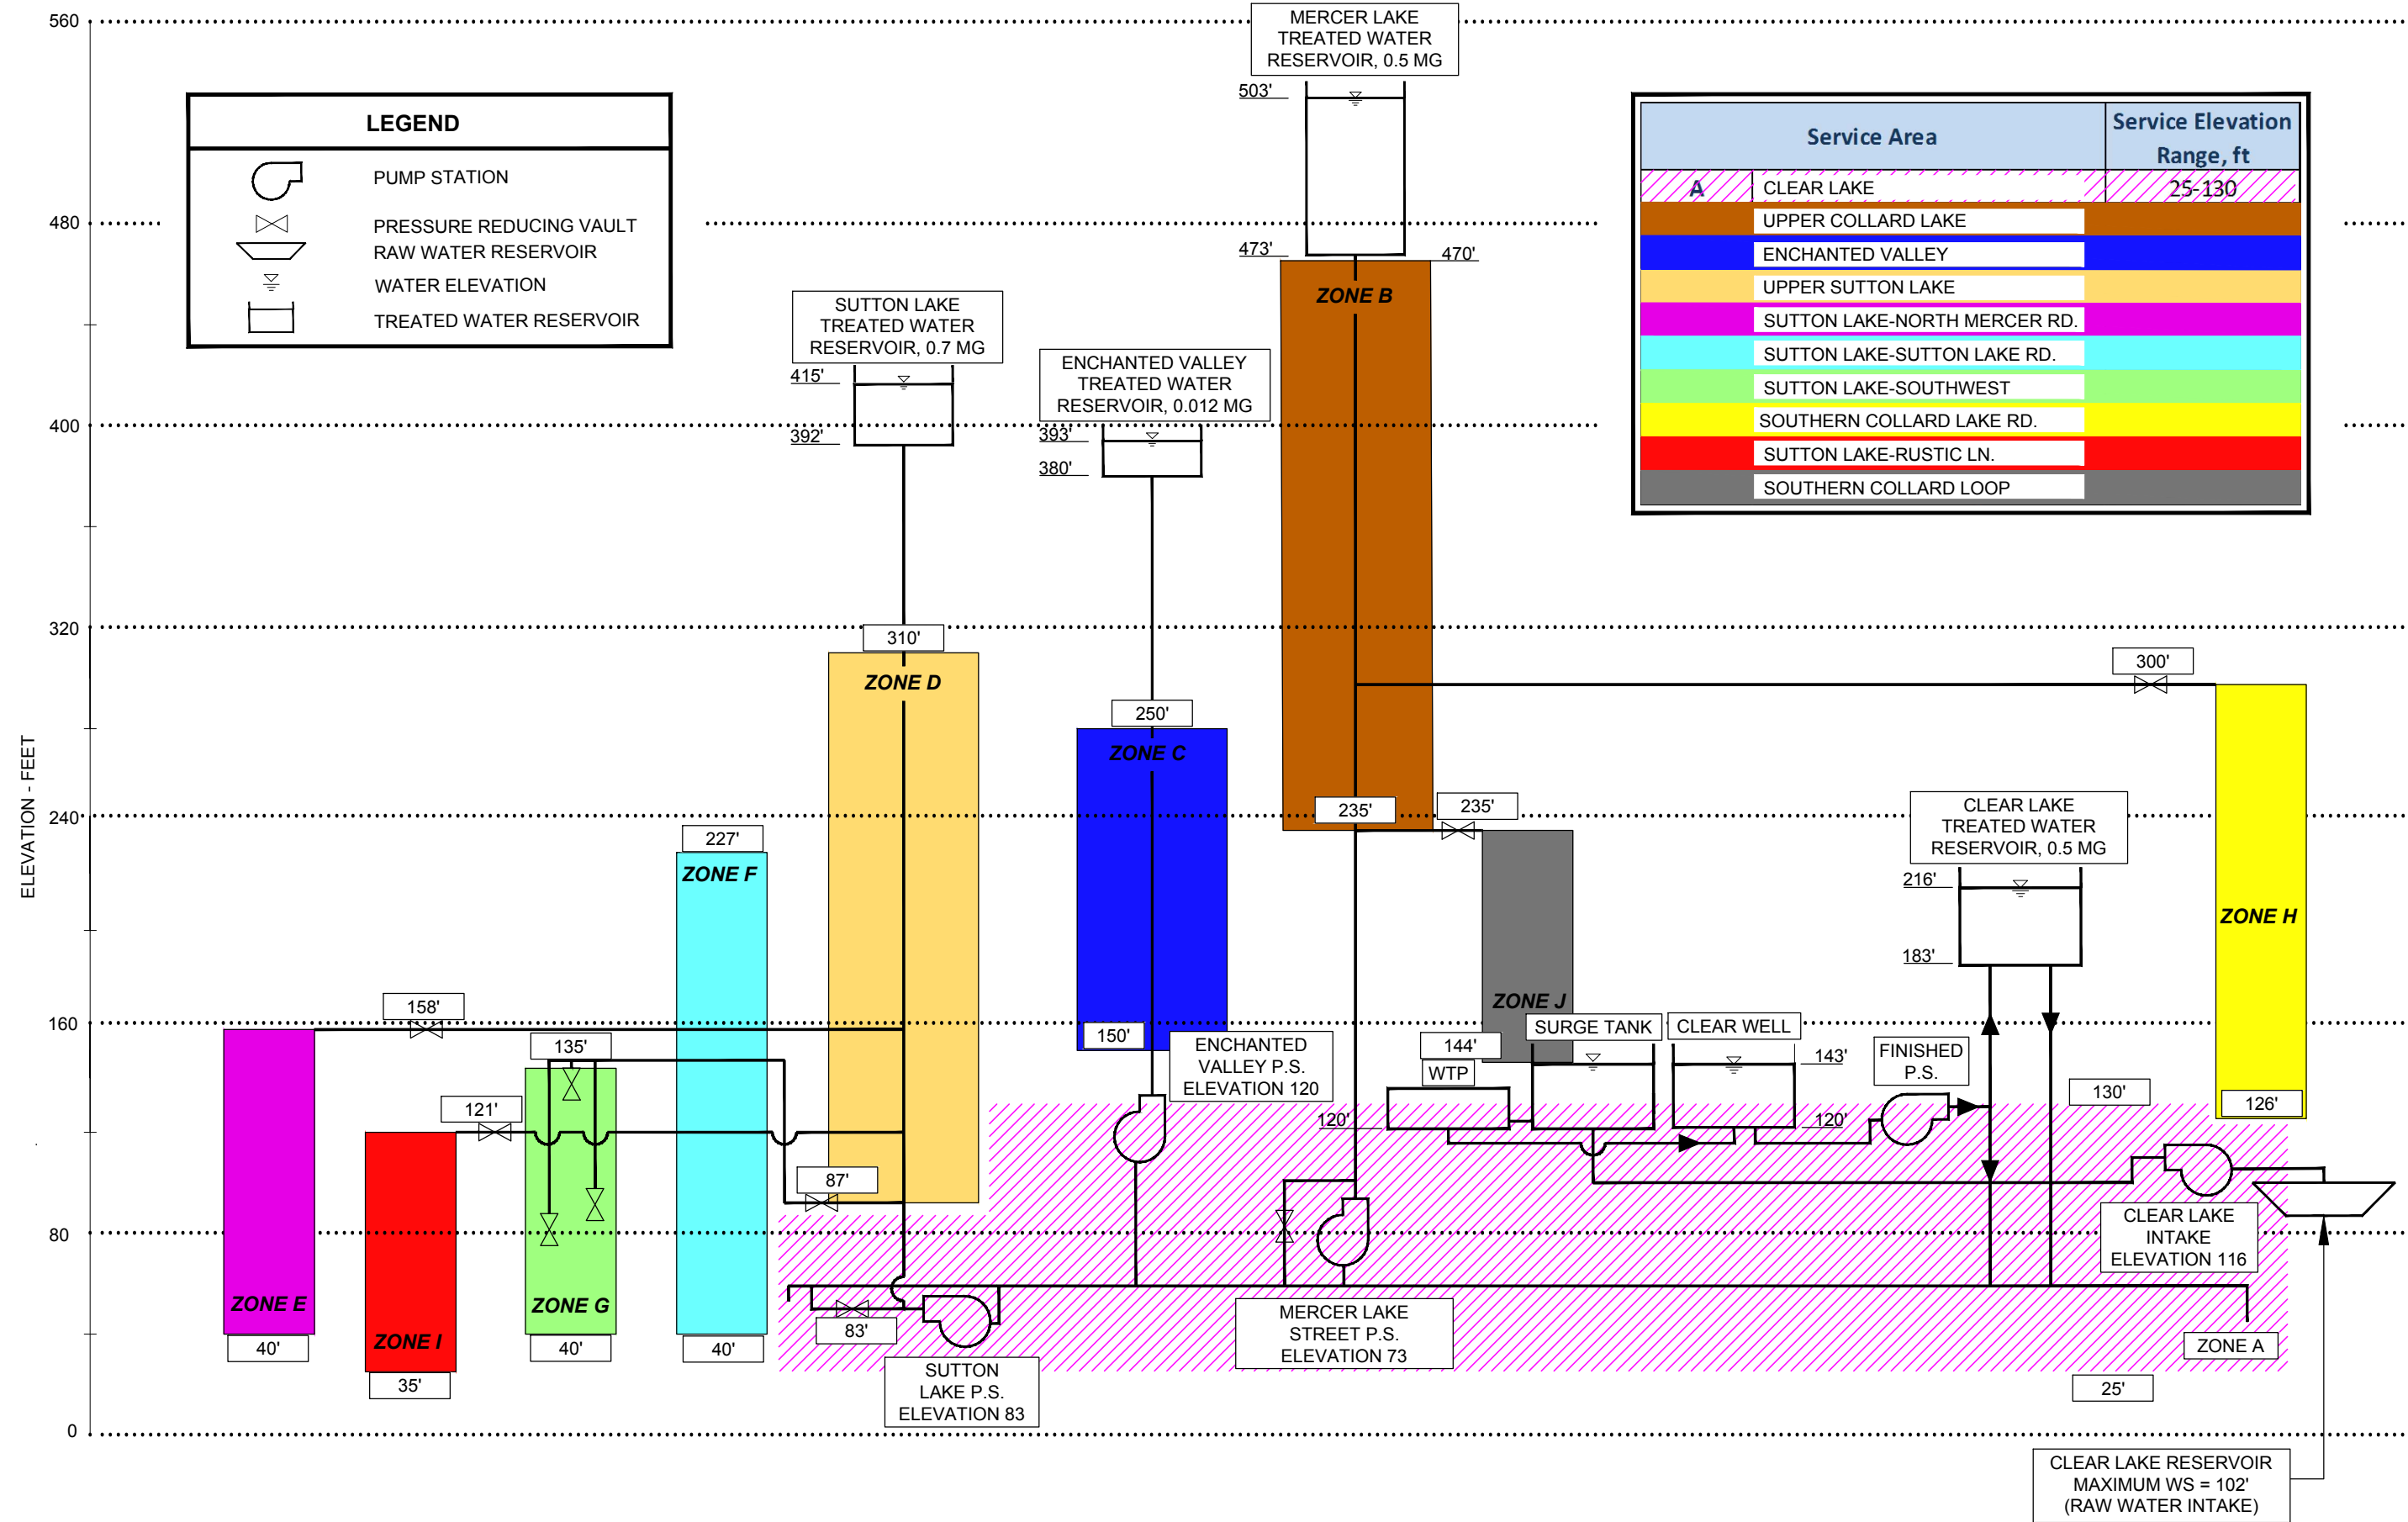 560
480
400
320
240
160
80
0
ELEVATION - FEET
LEGEND
PUMP STATION
PRESSURE REDUCING VAULT
RAW WATER RESERVOIR
WATER ELEVATION
TREATED WATER RESERVOIR
MERCER LAKE
TREATED WATER
RESERVOIR, 0.5 MG
503'
473'
470'
ZONE B
Service Area
Service Elevation
Range, ft
A CLEAR LAKE 25-130
UPPER COLLARD LAKE
ENCHANTED VALLEY
UPPER SUTTON LAKE
SUTTON LAKE-NORTH MERCER RD.
SUTTON LAKE-SUTTON LAKE RD.
SUTTON LAKE-SOUTHWEST
SOUTHERN COLLARD LAKE RD.
SUTTON LAKE-RUSTIC LN.
SOUTHERN COLLARD LOOP
SUTTON LAKE
TREATED WATER
RESERVOIR, 0.7 MG
415'
392'
ENCHANTED VALLEY
TREATED WATER
RESERVOIR, 0.012 MG
393'
380'
310'
ZONE D
250'
ZONE C
300'
235'
235'
227'
ZONE F
CLEAR LAKE
TREATED WATER
RESERVOIR, 0.5 MG
216'
183'
ZONE H
158'
135'
121'
87'
150'
ENCHANTED
VALLEY P.S.
ELEVATION 120
ZONE J
144'
WTP
120'
SURGE TANK
CLEAR WELL
143'
120'
FINISHED
P.S.
130'
126'
CLEAR LAKE
INTAKE
ELEVATION 116
ZONE E
40'
ZONE I
35'
ZONE G
40'
40'
83'
SUTTON
LAKE P.S.
ELEVATION 83
MERCER LAKE
STREET P.S.
ELEVATION 73
ZONE A
25'
CLEAR LAKE RESERVOIR
MAXIMUM WS = 102'
(RAW WATER INTAKE)